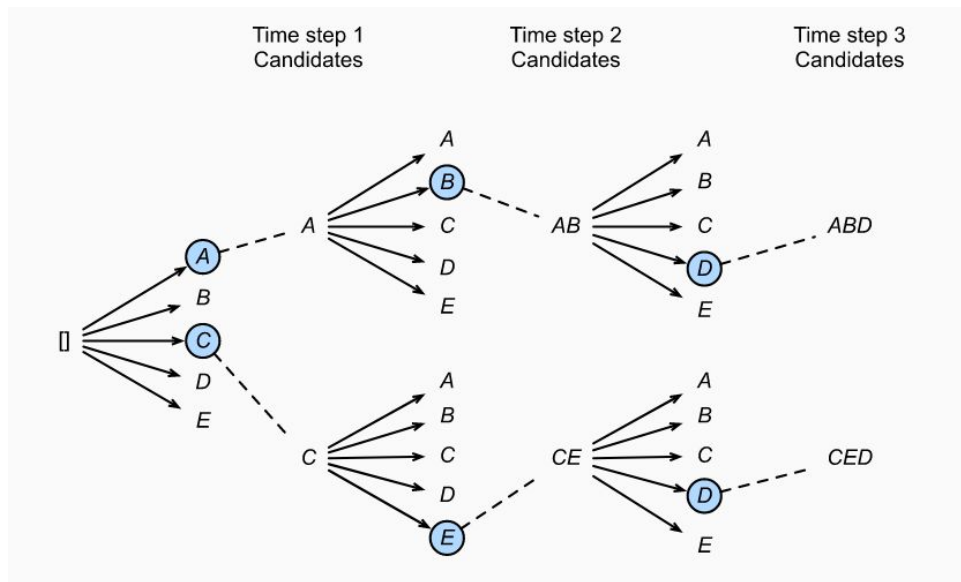 Time step 1
Candidates
Time step 2
Candidates
Time step 3
Candidates
[]
A
B
C
D
E
A
A
B
C
D
E
AB
A
B
C
D
E
ABD
C
A
B
C
D
E
CE
A
B
C
D
E
CED